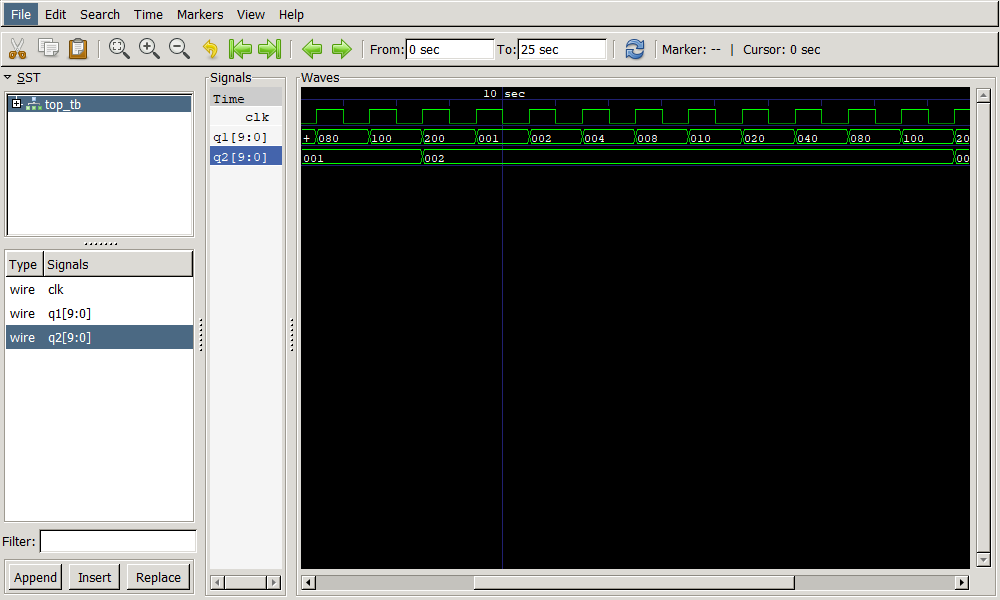 File Edit Search Time Markers View Help
From: 0 sec To: 25 sec Marker: -- | Cursor: 0 sec
SST
top_tb
Type Signals
wire clk
wire q1[9:0]
wire q2[9:0]
Filter:
Append Insert Replace
Signals
Time
clk
q1[9:0]
q2[9:0]
Waves
10 sec
+ 080 100 200 001 002 004 008 010 020 040 080 100 20
001 002 00